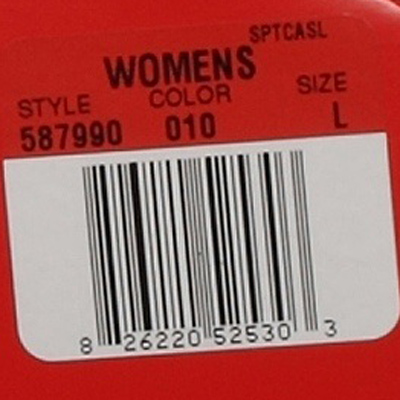 SPTCASL
WOMENS
STYLE COLOR SIZE
587990 010 L
8 26220 52530 3